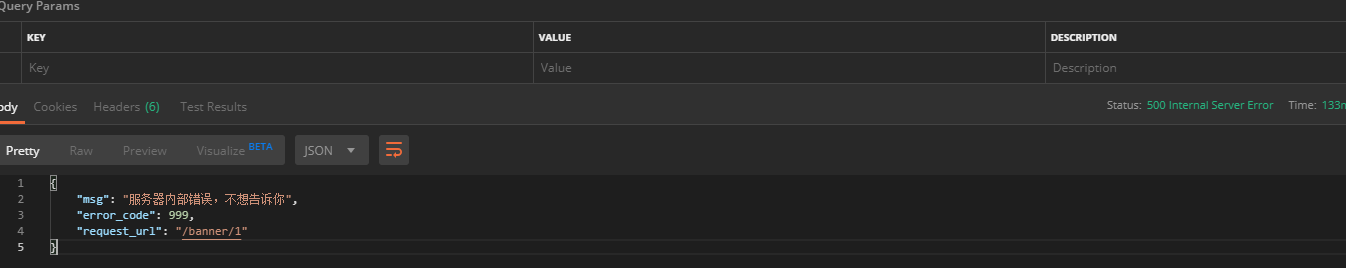 Query Params
KEY VALUE DESCRIPTION
Key Value Description
Cookies Headers (6) Test Results Status: 500 Internal Server Error Time:
Pretty Raw Preview Visualize BETA JSON
1 {
2 "msg": "服务器内部错误，不想告诉你",
3 "error_code": 999,
4 "request_url": "/banner/1"
5 }